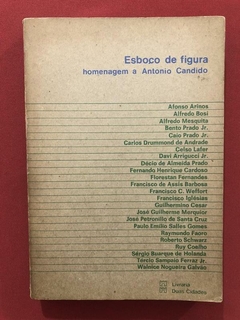 Esboço de figura
homenagem a Antonio Candido
Afonso Arinos
Alfredo Bosi
Alfredo Mesquita
Bento Prado Jr.
Caio Prado Jr.
Carlos Drummond de Andrade
Celso Lafer
Davi Arrigucci Jr.
Décio de Almeida Prado
Fernando Henrique Cardoso
Florestan Fernandes
Francisco de Assis Barbosa
Francisco C. Weffort
Francisco Iglésias
Guilhermino Cesar
José Guilherme Merquior
José Petronillo de Santa Cruz
Paulo Emílio Salles Gomes
Raymundo Faoro
Roberto Schwarz
Ruy Coelho
Sérgio Buarque de Holanda
Tercio Sampaio Ferraz Jr.
Walnice Nogueira Galvão
Livraria
Duas Cidades